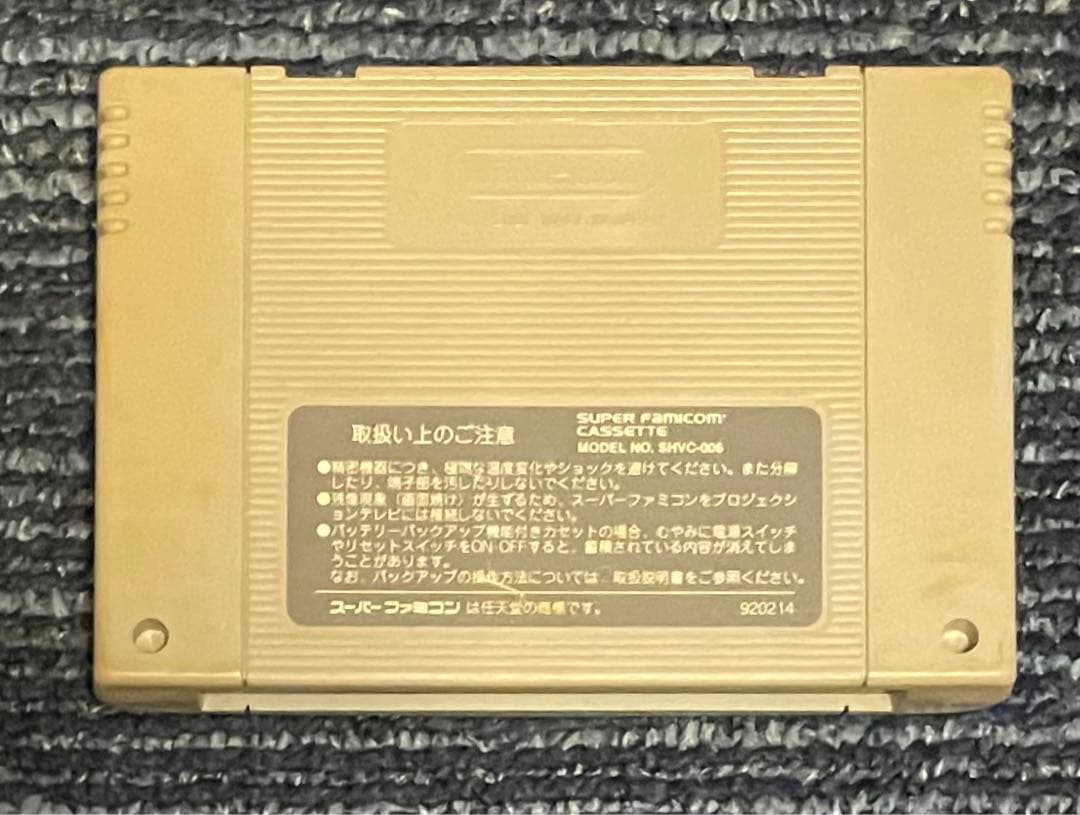 取扱い上のご注意
SUPER FAMICOM
CASSETTE
MODEL NO. SHVC-006
●精密機器につき、極端な温度変化やショックを避けてください。また分解
したり、端子部を汚したりしないでください。
●残像現象(画面焼け)が生ずるため、スーパーファミコンをプロジェクシ
ョンテレビには接続しないでください。
●バッテリーバックアップ機能付きカセットの場合、むやみに電源スイッチ
やリセットスイッチをON OFFすると、蓄積されている内容が消えてしま
うことがあります。
なお、バックアップの操作方法については、取扱説明書をご参照ください。
スーパーファミコンは任天堂の商標です。
920214